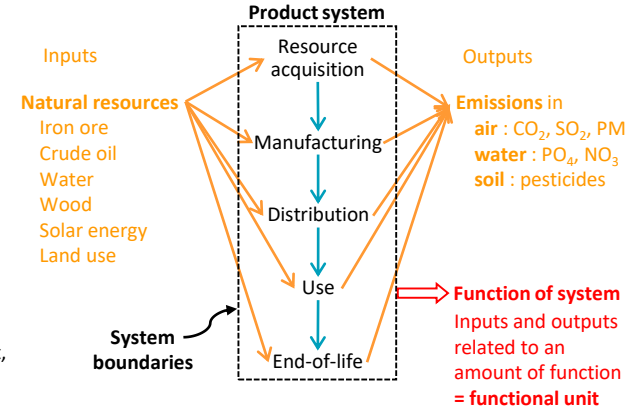 Product system
Inputs
Resource
acquisition
Outputs
Natural resources
Iron ore
Crude oil
Water
Wood
Solar energy
Land use
Manufacturing
Distribution
Use
End-of-life
Emissions in
air : CO₂, SO₂, PM
water : PO₄, NO₃
soil : pesticides
System
boundaries
Function of system
Inputs and outputs
related to an
amount of function
= functional unit